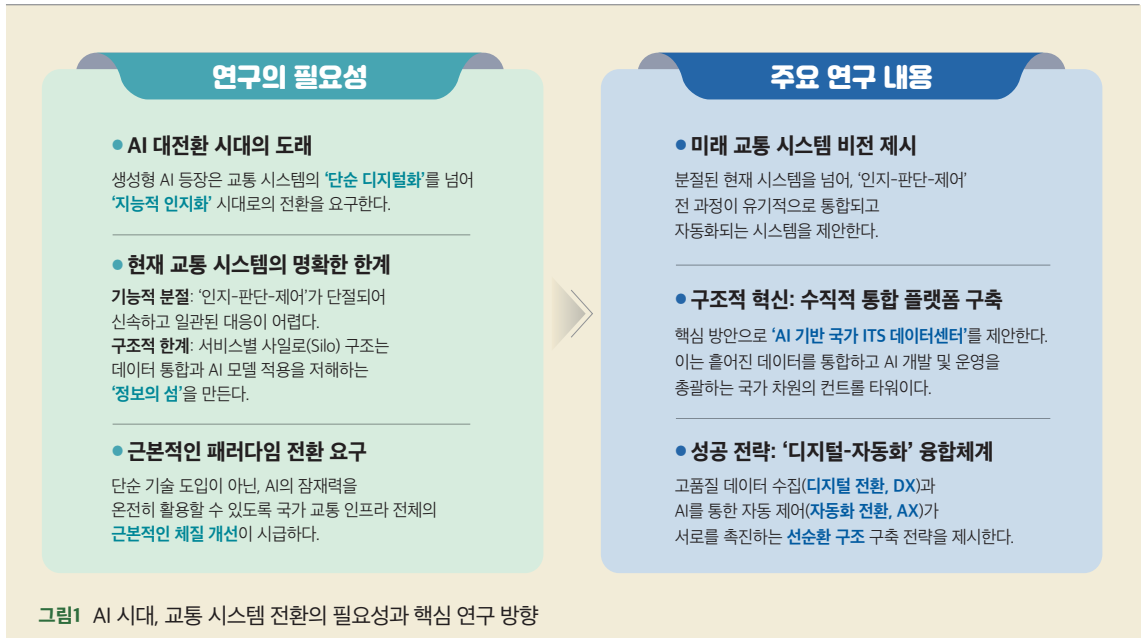 연구의 필요성
● AI 대전환 시대의 도래
생성형 AI 등장은 교통 시스템의 ‘단순 디지털화’를 넘어
‘지능적 인지화’ 시대로의 전환을 요구한다.
● 현재 교통 시스템의 명확한 한계
기능적 분절: ‘인지-판단-제어’가 단절되어
신속하고 일관된 대응이 어렵다.
구조적 한계: 서비스별 사일로(Silo) 구조는
데이터 통합과 AI 모델 적용을 저해하는
‘정보의 섬’을 만든다.
● 근본적인 패러다임 전환 요구
단순 기술 도입이 아닌, AI의 잠재력을
온전히 활용할 수 있도록 국가 교통 인프라 전체의
근본적인 체질 개선이 시급하다.
주요 연구 내용
● 미래 교통 시스템 비전 제시
분절된 현재 시스템을 넘어, ‘인지-판단-제어’
전 과정이 유기적으로 통합되고
자동화되는 시스템을 제안한다.
● 구조적 혁신: 수직적 통합 플랫폼 구축
핵심 방안으로 ‘AI 기반 국가 ITS 데이터센터’를 제안한다.
이는 흩어진 데이터를 통합하고 AI 개발 및 운영을
총괄하는 국가 차원의 컨트롤 타워이다.
● 성공 전략: ‘디지털-자동화’ 융합체계
고품질 데이터 수집(디지털 전환, DX)과
AI를 통한 자동 제어(자동화 전환, AX)가
서로를 촉진하는 선순환 구조 구축 전략을 제시한다.
그림1 AI 시대, 교통 시스템 전환의 필요성과 핵심 연구 방향